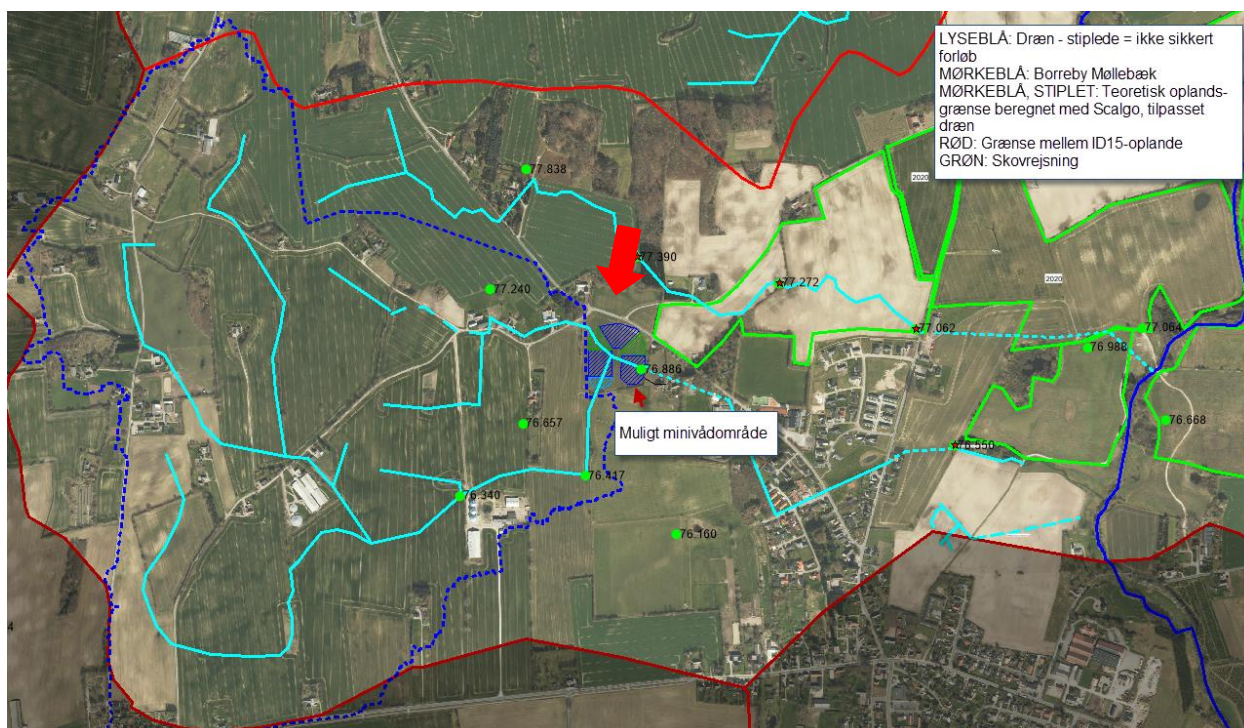 LYSEBLÅ: Dræn - stiplede = ikke sikkert
forløb
MØRKEBLÅ: Borreby Møllebæk
MØRKEBLÅ, STIPLET: Teoretisk oplands-
grænse beregnet med Scalgo, tilpasset
dræn
RØD: Grænse mellem ID15-oplande
GRØN: Skovrejsning
77.838
2020
77.390
77.272
2020
77.240
77.062
77.064
76.988
76.886
76.657
Muligt minivådområde
76.668
76.550
76.417
76.340
76.160
4